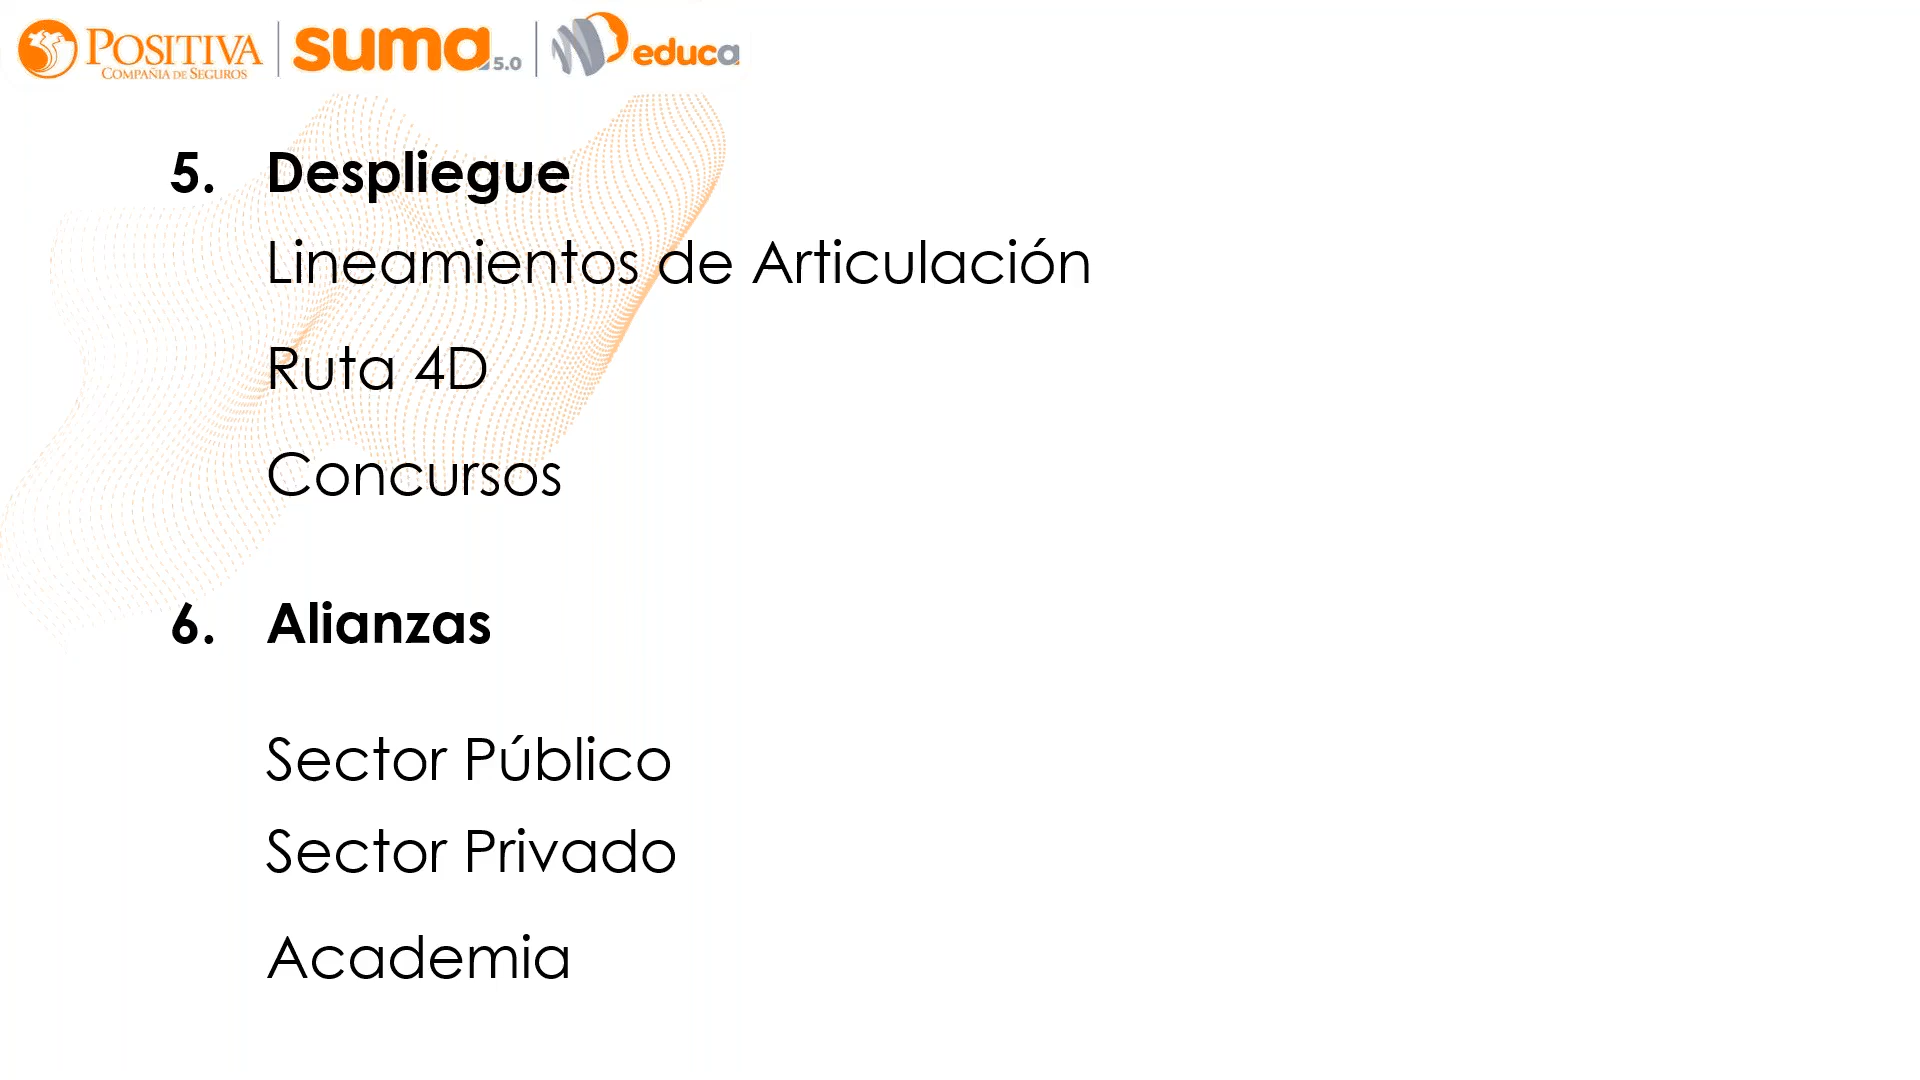 POSITIVA
COMPAÑIA DE SEGUROS
suma 5.0
educa
5. Despliegue
Lineamientos de Articulación
Ruta 4D
Concursos
6. Alianzas
Sector Público
Sector Privado
Academia